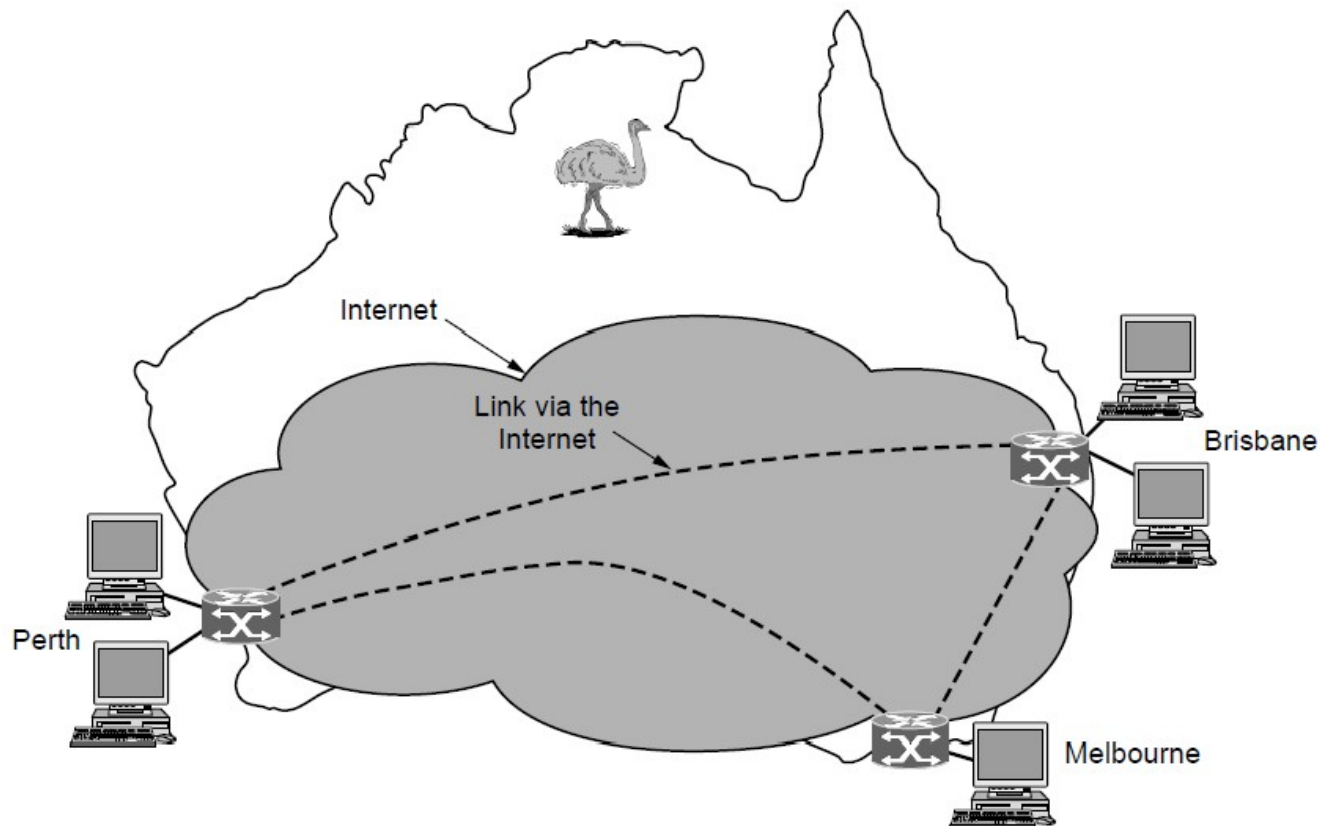 Internet
Link via the
Internet
Brisbane
Perth
Melbourne